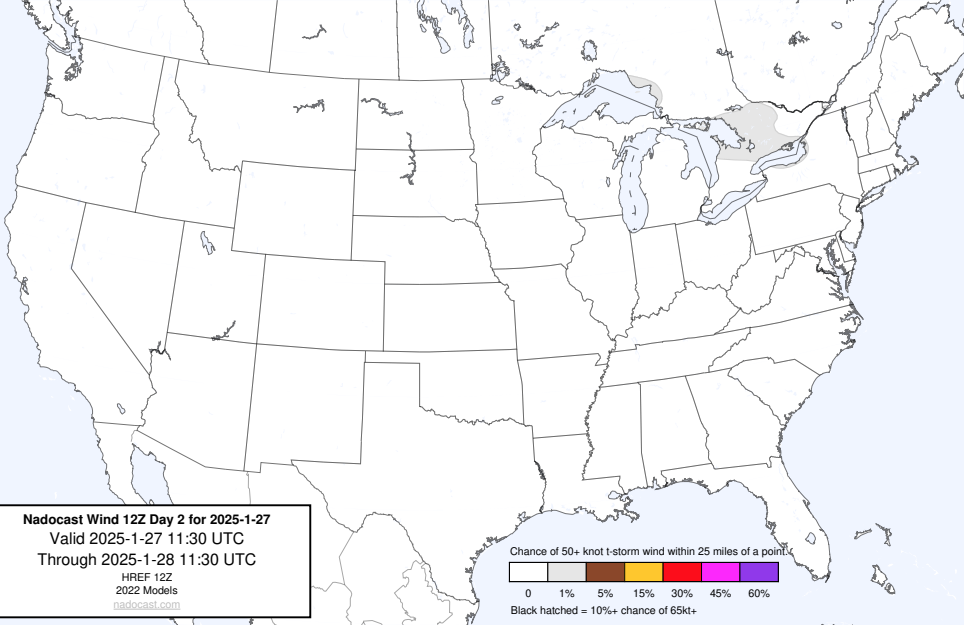 Nadocast Wind 12Z Day 2 for 2025-1-27
Valid 2025-1-27 11:30 UTC
Through 2025-1-28 11:30 UTC
HREF 12Z
2022 Models
nadocast.com
Chance of 50+ knot t-storm wind within 25 miles of a point.
0 1% 5% 15% 30% 45% 60%
Black hatched = 10%+ chance of 65kt+